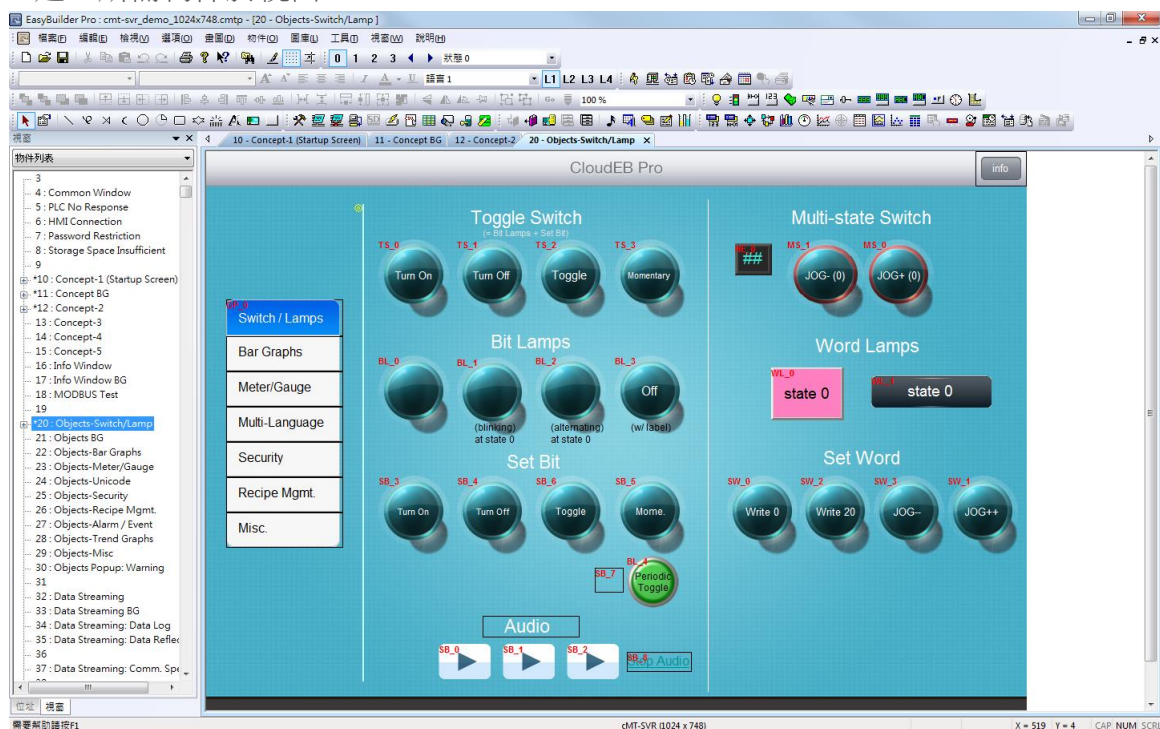 EasyBuilder Pro : cmt-svr_demo_1024x748.cmtp - [20 - Objects-Switch/Lamp ]
檔案(F) 編輯(E) 檢視(V) 選項(O) 畫圖(D) 物件(O) 圖庫(L) 工具(T) 視窗(W) 說明(H)
0 1 2 3 狀態 0
語言 1 L1 L2 L3 L4
100 %
視窗
10 - Concept-1 (Startup Screen) 11 - Concept BG 12 - Concept-2 20 - Objects-Switch/Lamp
物件列表
3
4 : Common Window
5 : PLC No Response
6 : HMI Connection
7 : Password Restriction
8 : Storage Space Insufficient
9
*10 : Concept-1 (Startup Screen)
*11 : Concept BG
*12 : Concept-2
13 : Concept-3
14 : Concept-4
15 : Concept-5
16 : Info Window
17 : Info Window BG
18 : MODBUS Test
19
*20 : Objects-Switch/Lamp
21 : Objects BG
22 : Objects-Bar Graphs
23 : Objects-Meter/Gauge
24 : Objects-Unicode
25 : Objects-Security
26 : Objects-Recipe Mgmt.
27 : Objects-Alarm / Event
28 : Objects-Trend Graphs
29 : Objects-Misc
30 : Objects Popup: Warning
31
32 : Data Streaming
33 : Data Streaming BG
34 : Data Streaming: Data Log
35 : Data Streaming: Data Reflec
36
37 : Data Streaming: Comm. Spe
位址 視窗
CloudEB Pro
info
Switch / Lamps
Bar Graphs
Meter/Gauge
Multi-Language
Security
Recipe Mgmt.
Misc.
Toggle Switch
(= Bit Lamps + Set Bit)
TS_0 TS_1 TS_2 TS_3
Turn On Turn Off Toggle Momentary
Bit Lamps
BL_0 BL_1 BL_2 BL_3
Off
(blinking) (alternating) (w/ label)
at state 0 at state 0
Set Bit
SB_3 SB_4 SB_6 SB_5
Turn On Turn Off Toggle Mome.
SB_7 BL_4
Periodic
Toggle
Audio
SB_0 SB_1 SB_2 SB_8
Stop Audio
Multi-state Switch
MS_1 MS_0
##
JOG- (0) JOG+ (0)
Word Lamps
WL_0
state 0 state 0
Set Word
SW_0 SW_2 SW_3 SW_1
Write 0 Write 20 JOG-- JOG++
需要幫助請按F1
cMT-SVR (1024 x 748)
X = 519 Y = 4 CAP NUM SCRL